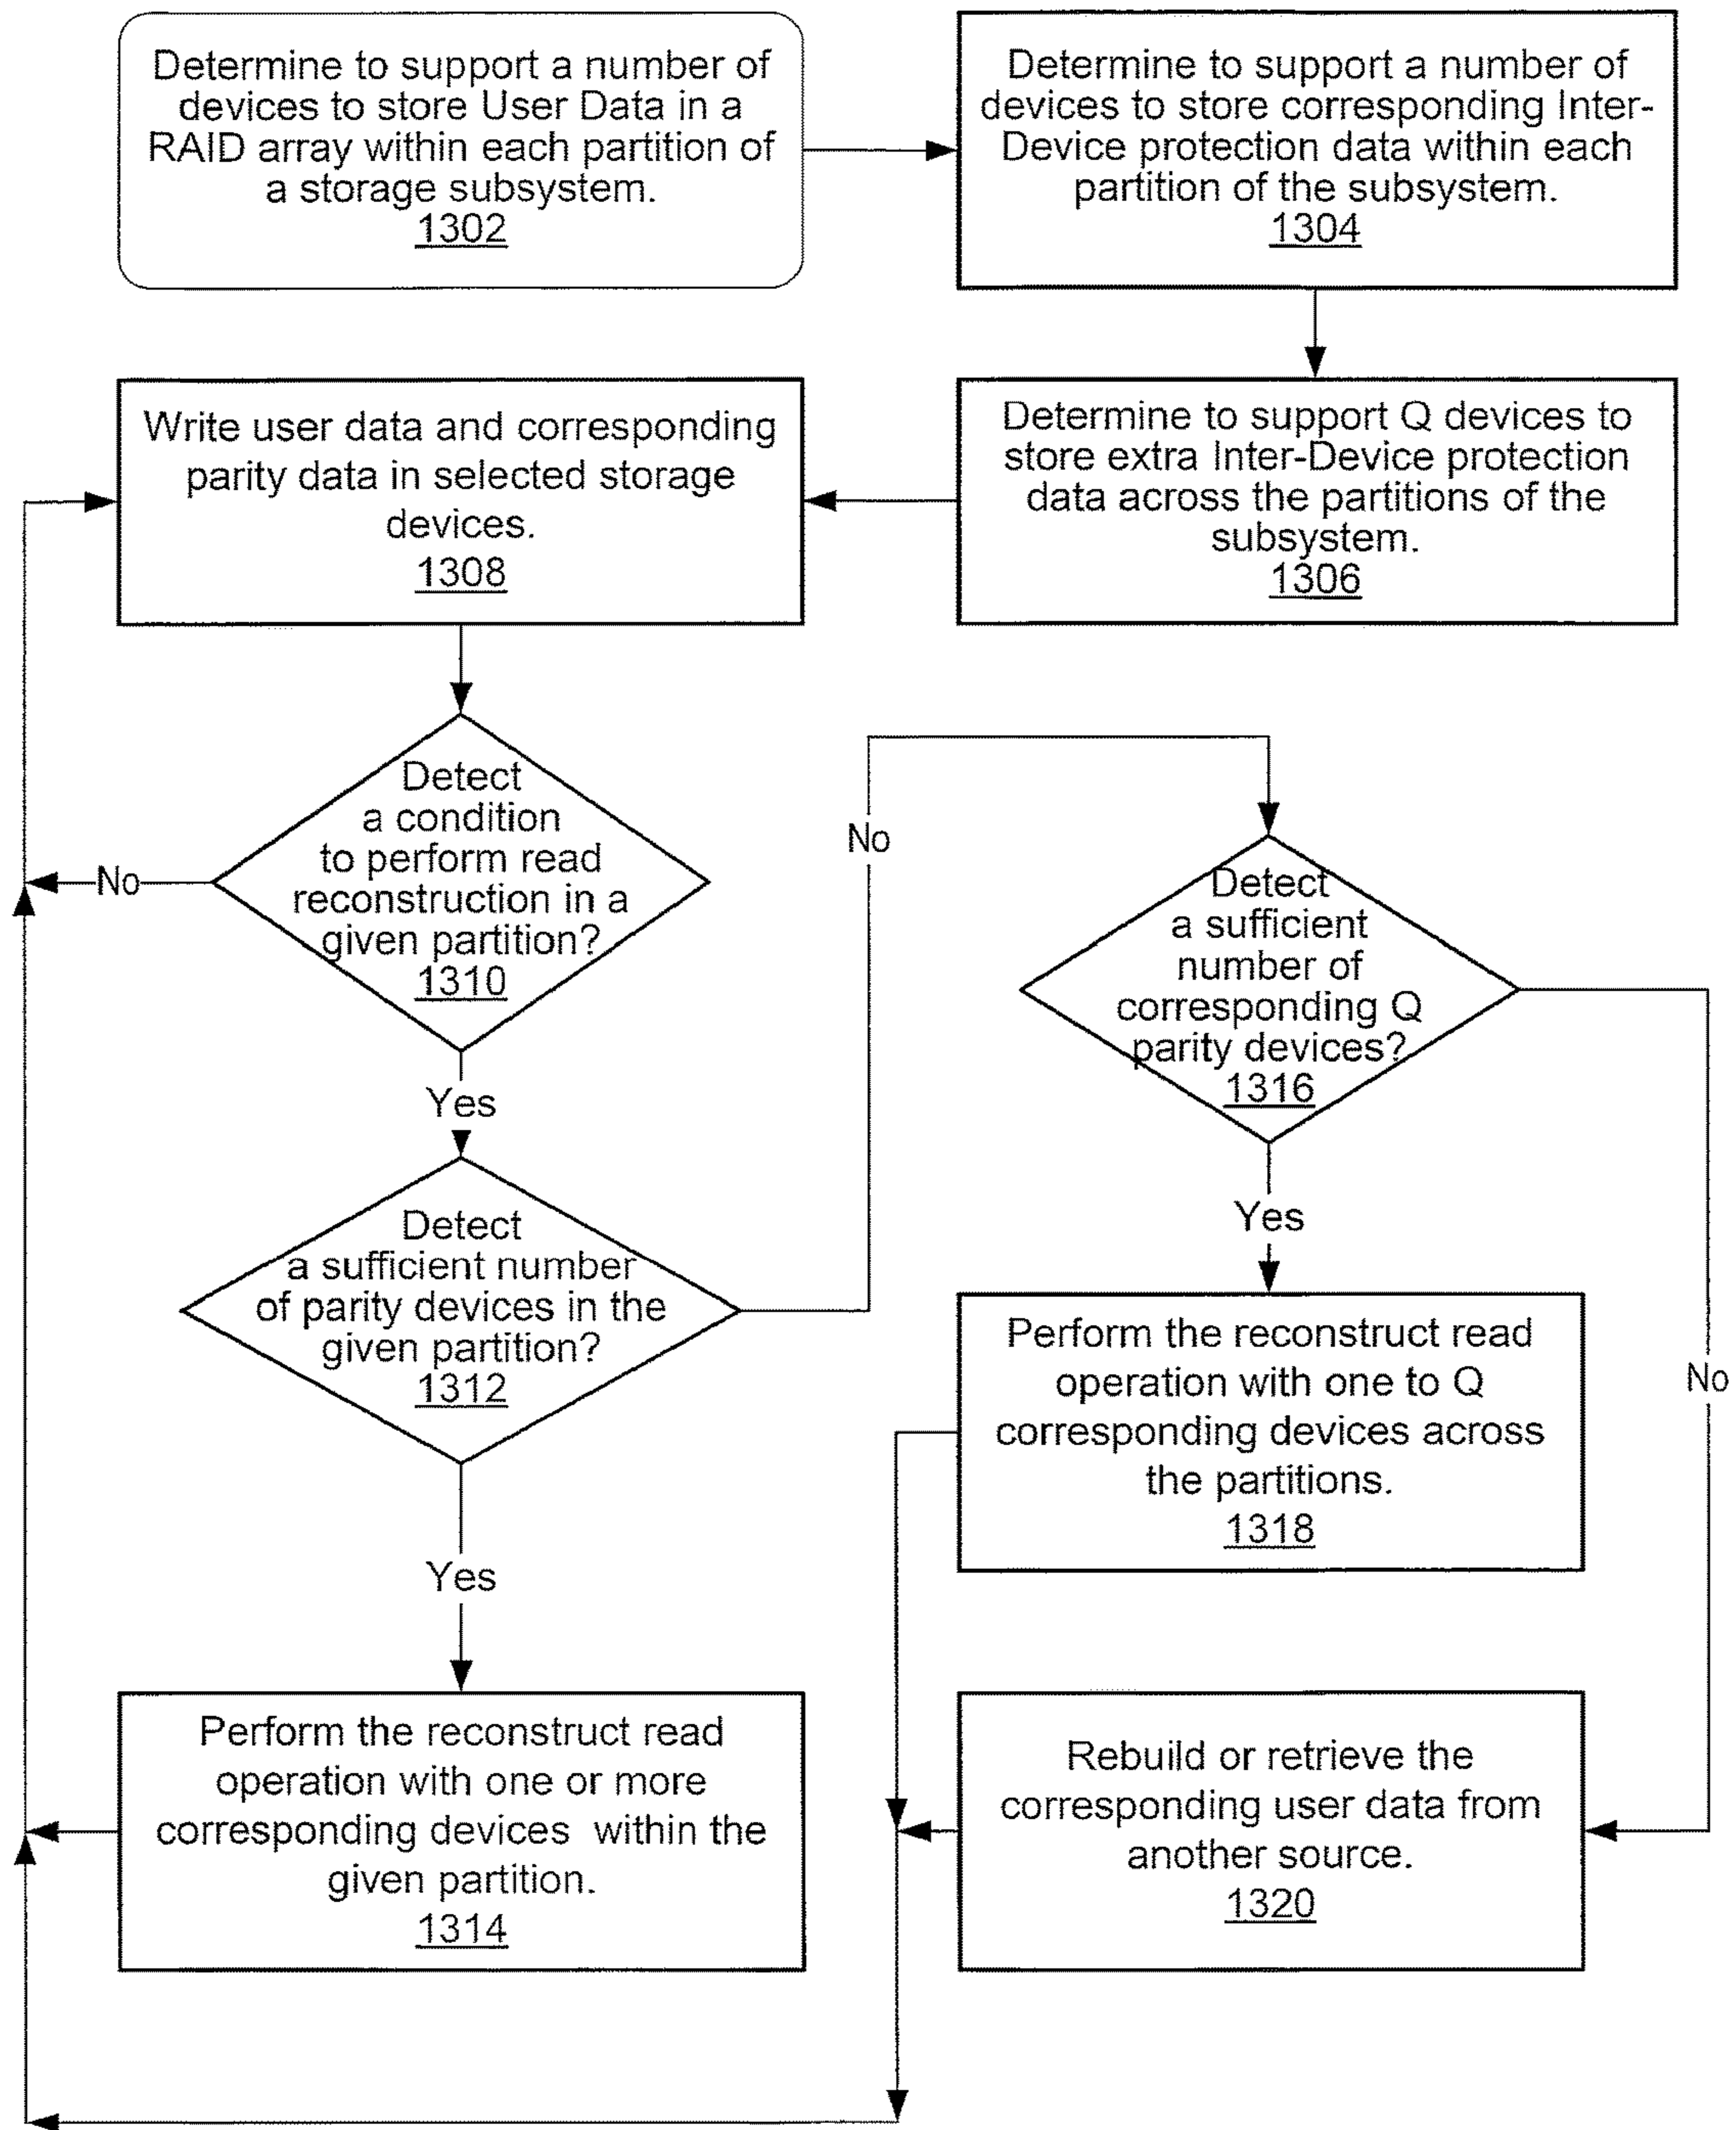 Determine to support a number of
devices to store User Data in a
RAID array within each partition of
a storage subsystem.
1302
Determine to support a number of
devices to store corresponding Inter-
Device protection data within each
partition of the subsystem.
1304
Write user data and corresponding
parity data in selected storage
devices.
1308
Determine to support Q devices to
store extra Inter-Device protection
data across the partitions of the
subsystem.
1306
Detect
a condition
to perform read
reconstruction in a
given partition?
1310
No
Yes
No
Detect
a sufficient
number of
corresponding Q
parity devices?
1316
Yes
No
Detect
a sufficient number
of parity devices in the
given partition?
1312
Yes
Perform the reconstruct read
operation with one to Q
corresponding devices across
the partitions.
1318
Perform the reconstruct read
operation with one or more
corresponding devices within the
given partition.
1314
Rebuild or retrieve the
corresponding user data from
another source.
1320